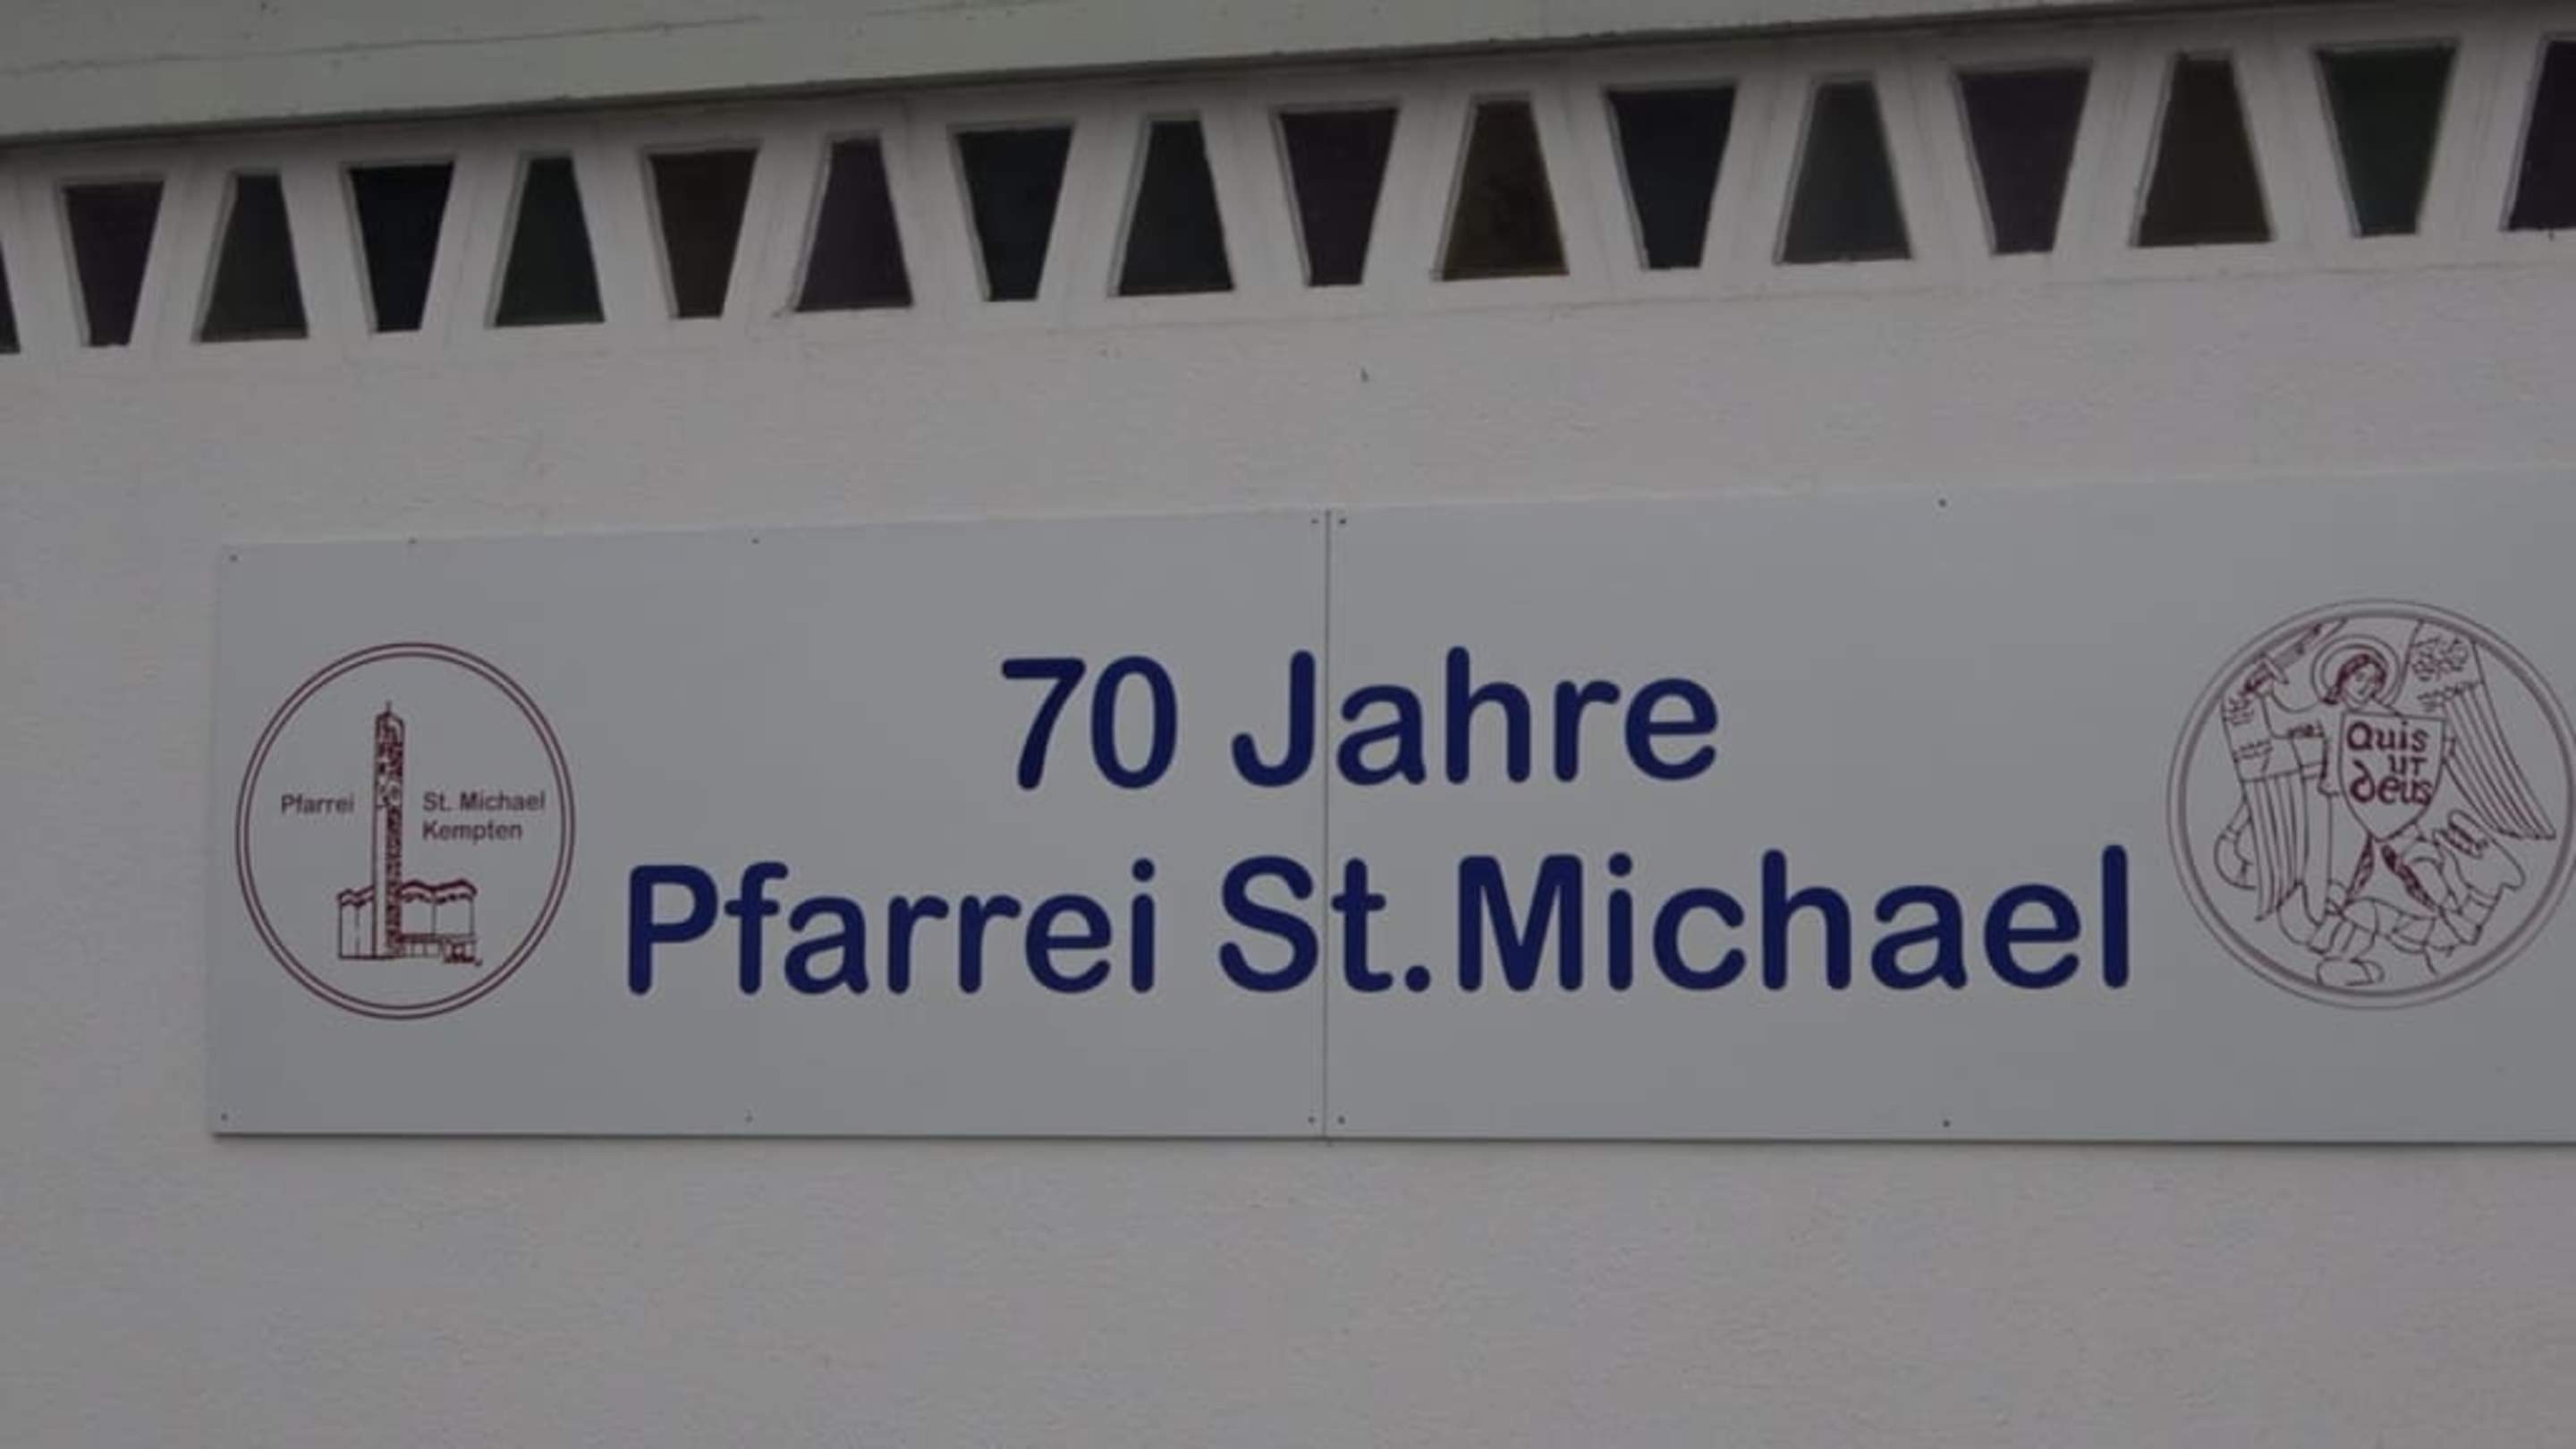 70 Jahre
Pfarrei St.Michael
Pfarrei St. Michael
Kempten
Quis
ut
deus